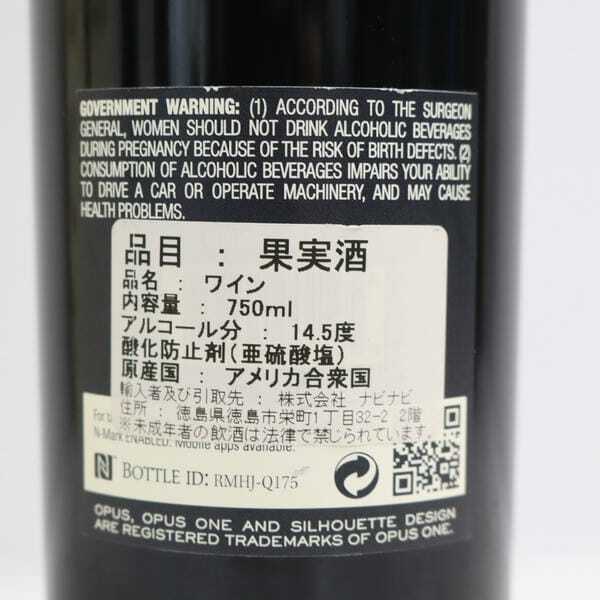 GOVERNMENT WARNING: (1) ACCORDING TO THE SURGEON
GENERAL, WOMEN SHOULD NOT DRINK ALCOHOLIC BEVERAGES
DURING PREGNANCY BECAUSE OF THE RISK OF BIRTH DEFECTS. (2)
CONSUMPTION OF ALCOHOLIC BEVERAGES IMPAIRS YOUR ABILITY
TO DRIVE A CAR OR OPERATE MACHINERY, AND MAY CAUSE
HEALTH PROBLEMS.
品目 : 果実酒
品名 : ワイン
内容量 : 750ml
アルコール分 : 14.5度
酸化防止剤(亜硫酸塩)
原産国 : アメリカ合衆国
輸入者及び引取先 : 株式会社 ナビナビ
住所 : 徳島県徳島市栄町1丁目32-2 2階
※未成年者の飲酒は法律で禁じられています
For
N-Mark ENABLED. Mobile apps available.
N BOTTLE ID: RMHJ-Q175
OPUS, OPUS ONE AND SILHOUETTE DESIGN
ARE REGISTERED TRADEMARKS OF OPUS ONE.